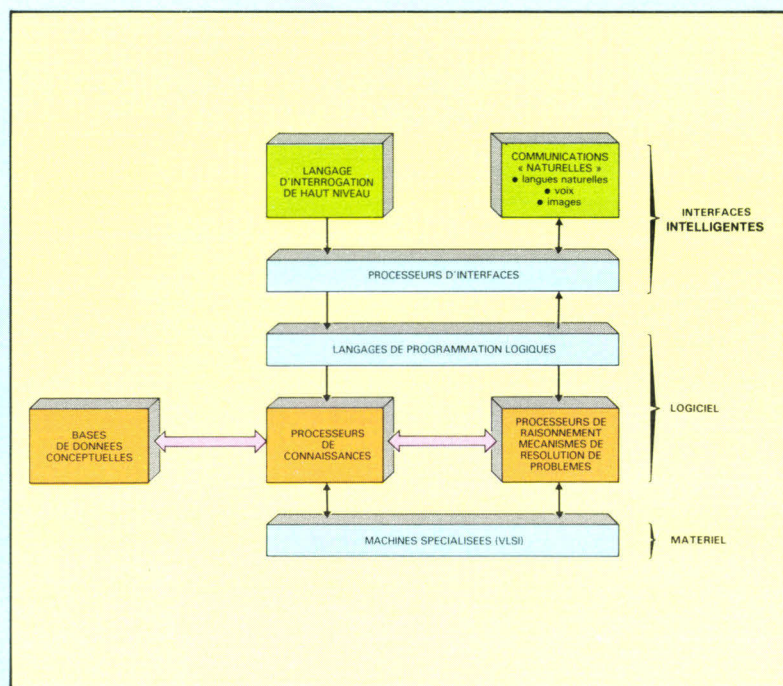 LANGAGE
D'INTERROGATION
DE HAUT NIVEAU
COMMUNICATIONS
« NATURELLES »
● langues naturelles
● voix
● images
INTERFACES
INTELLIGENTES
PROCESSEURS D'INTERFACES
LANGAGES DE PROGRAMMATION LOGIQUES
BASES
DE DONNEES
CONCEPTUELLES
PROCESSEURS
DE
CONNAISSANCES
PROCESSEURS DE
RAISONNEMENT
MECANISMES DE
RESOLUTION DE
PROBLEMES
LOGICIEL
MACHINES SPECIALISEES (VLSI)
MATERIEL